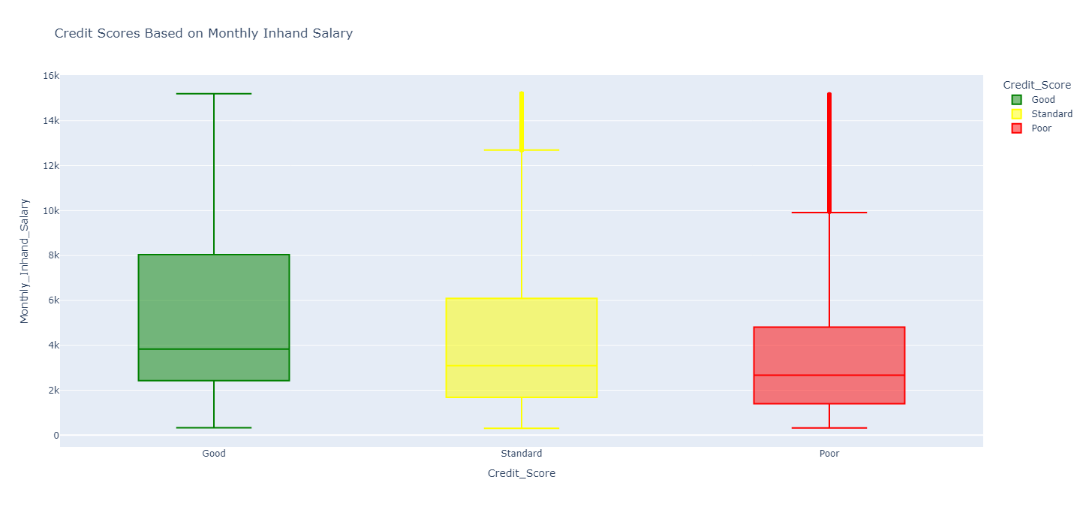 Credit Scores Based on Monthly Inhand Salary
16k
14k
12k
10k
8k
6k
4k
2k
0
Monthly_Inhand_Salary
Good
Standard
Poor
Credit_Score
Credit_Score
Good
Standard
Poor